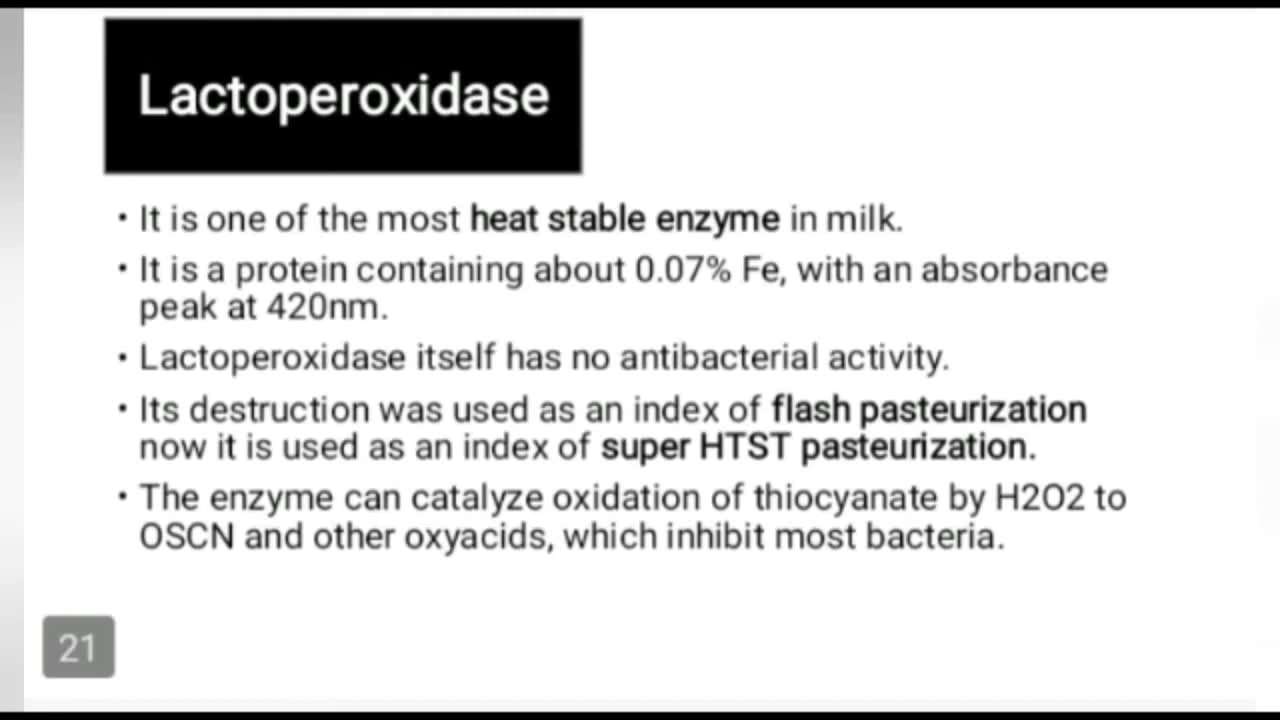 Lactoperoxidase
• It is one of the most heat stable enzyme in milk.
• It is a protein containing about 0.07% Fe, with an absorbance
peak at 420nm.
• Lactoperoxidase itself has no antibacterial activity.
• Its destruction was used as an index of flash pasteurization
now it is used as an index of super HTST pasteurization.
• The enzyme can catalyze oxidation of thiocyanate by H2O2 to
OSCN and other oxyacids, which inhibit most bacteria.
21